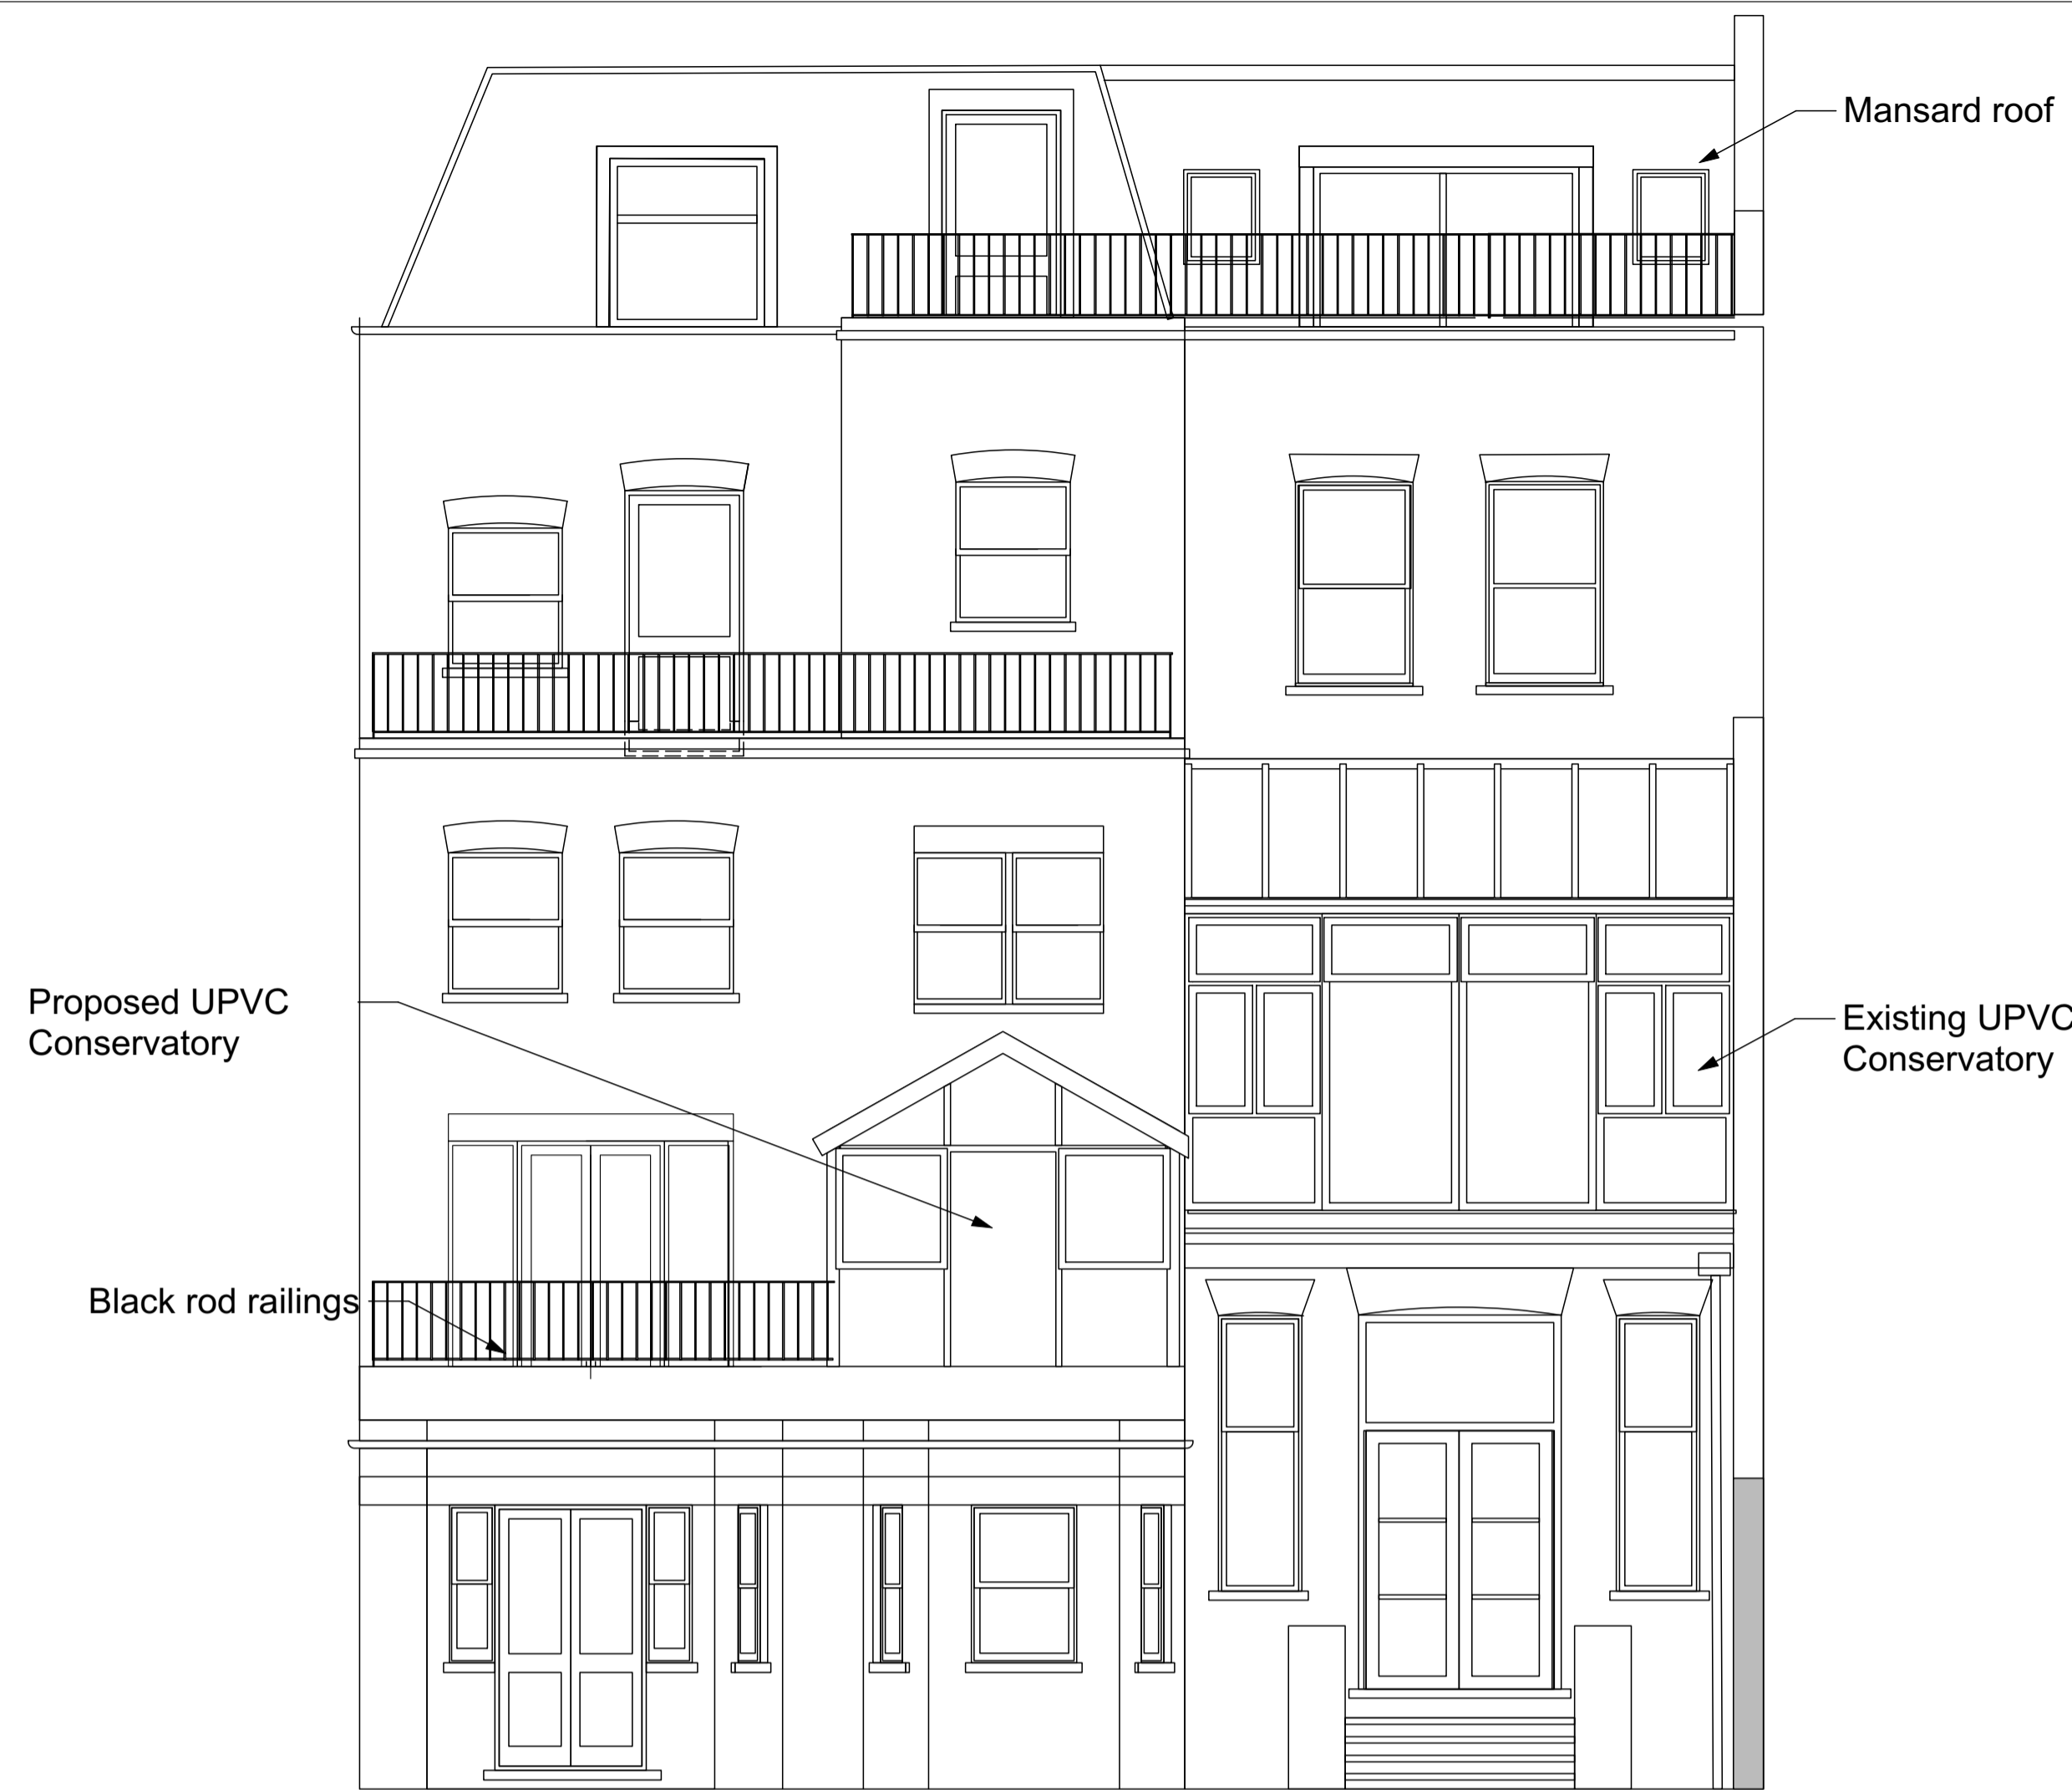 Mansard roof
Proposed UPVC
Conservatory
Existing UPVC
Conservatory
Black rod railings